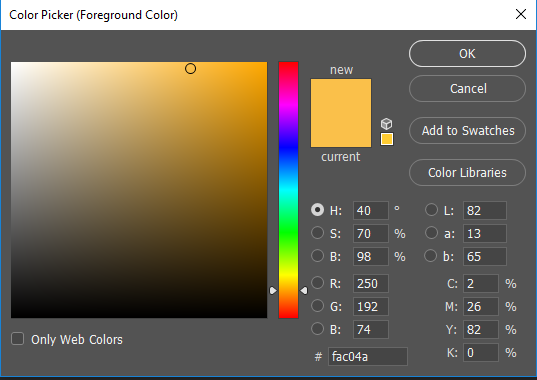 Color Picker (Foreground Color)
new
current
OK
Cancel
Add to Swatches
Color Libraries
H: 40 °
S: 70 %
B: 98 %
R: 250
G: 192
B: 74
# fac04a
L: 82
a: 13
b: 65
C: 2 %
M: 26 %
Y: 82 %
K: 0 %
Only Web Colors